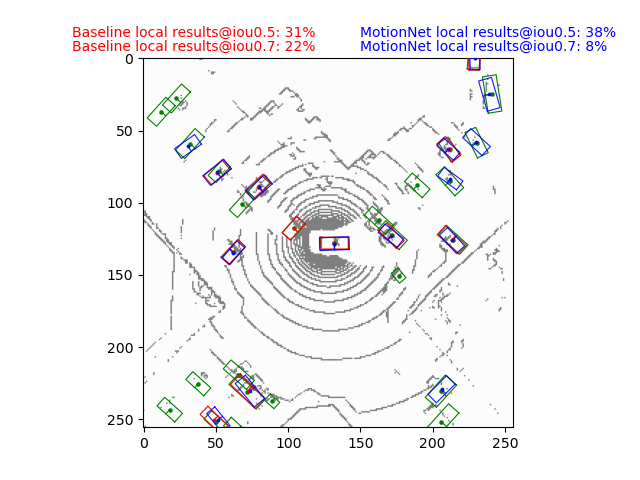 Baseline local results@iou0.5: 31% MotionNet local results@iou0.5: 38%
Baseline local results@iou0.7: 22% MotionNet local results@iou0.7: 8%
0
50
100
150
200
250
0 50 100 150 200 250